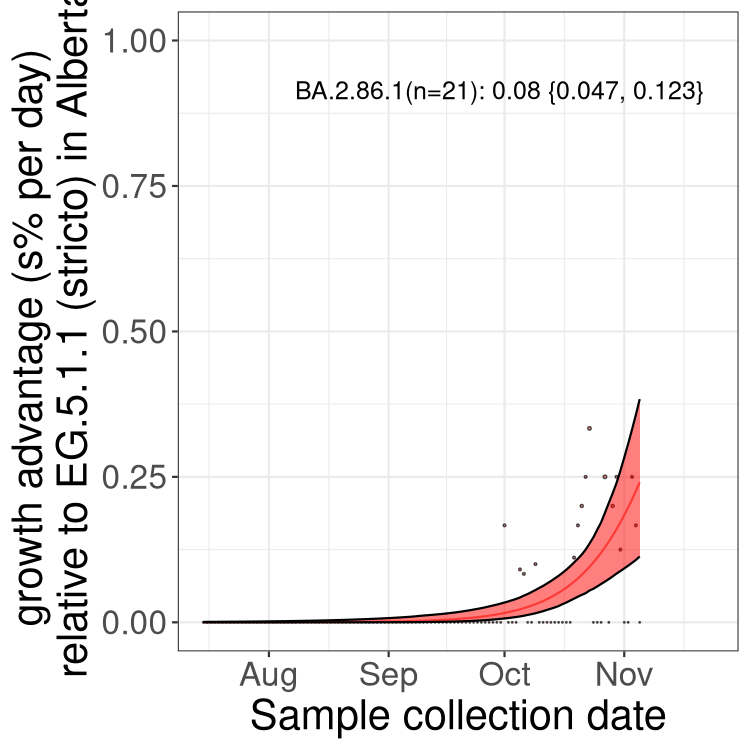 growth advantage (s% per day)
relative to EG.5.1.1 (stricto) in Alberta
1.00
0.75
0.50
0.25
0.00
BA.2.86.1(n=21): 0.08 {0.047, 0.123}
Aug Sep Oct Nov
Sample collection date